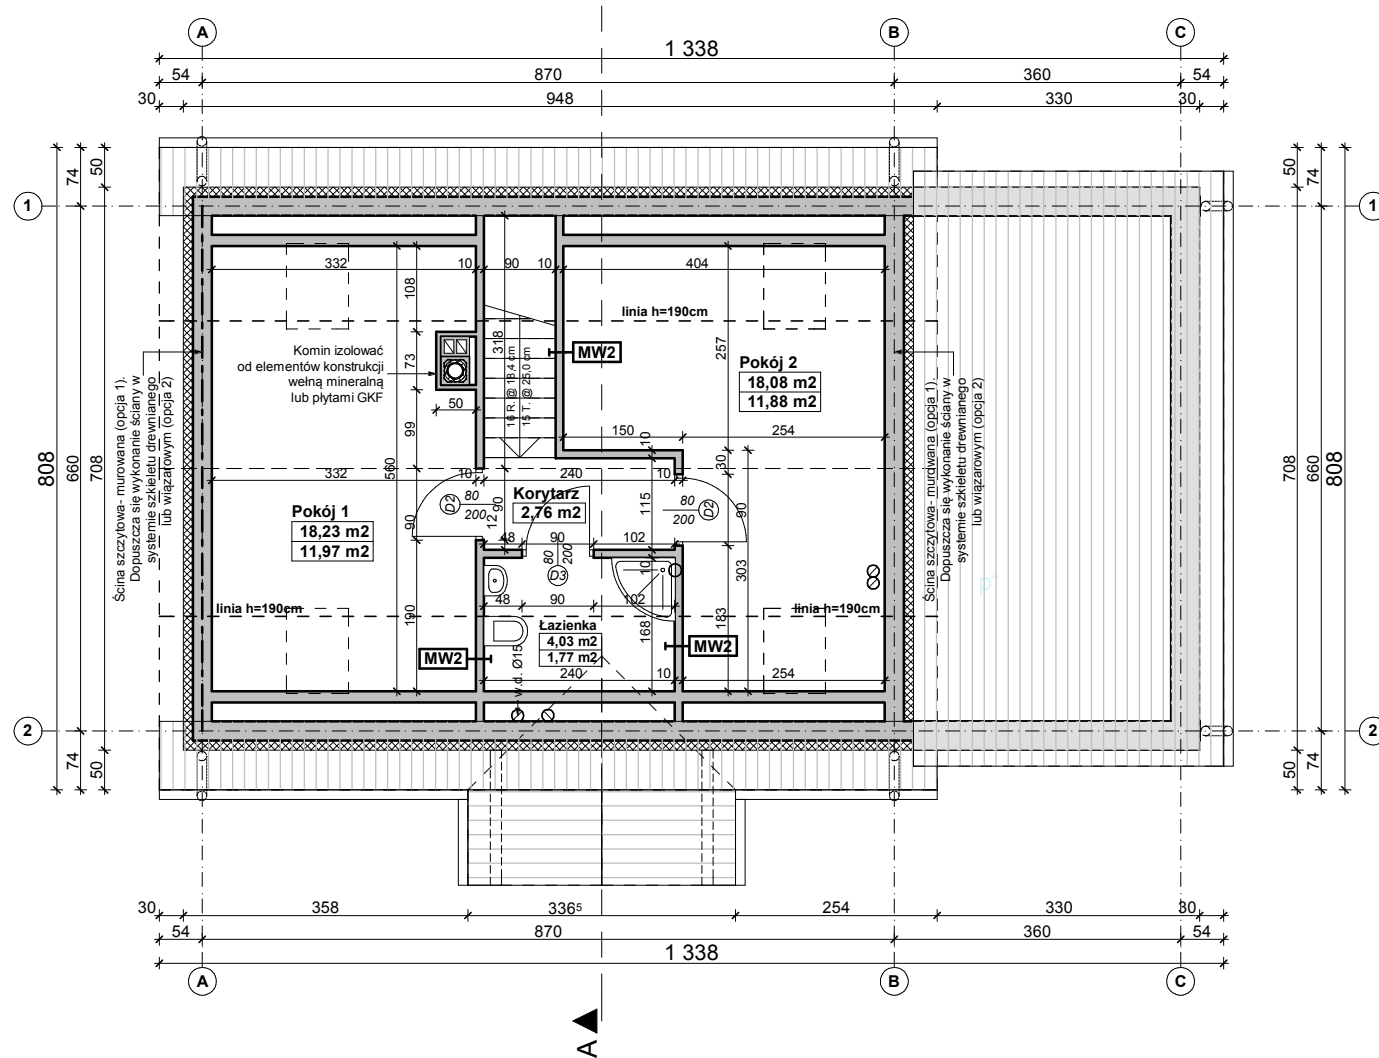 A
B
C
1 338
54
870
360
54
30
948
330
30
50
74
50
74
1
1
332
10
90
10
404
108
linia h=190cm
318
257
Komin izolować
od elementów konstrukcji
wełną mineralną
lub płytami GKF
73
MW2
16 R. @ 18,4 cm
15 T. @ 25,0 cm
Pokój 2
18,08 m2
11,88 m2
50
99
150
10
254
808
660
708
Ścina szczytowa- murowana (opcja 1).
Dopuszcza się wykonanie ściany w
systemie szkieletu drewnianego
lub wiązarowym (opcja 2)
Ścina szczytowa- murowana (opcja 1).
Dopuszcza się wykonanie ściany w
systemie szkieletu drewnianego
lub wiązarowym (opcja 2)
708
660
808
332
560
10
240
10
30
Korytarz
2,76 m2
D2
80
200
90
12
115
80
200
D2
90
Pokój 1
18,23 m2
11,97 m2
90
48
90
102
80
200
D3
10
303
p
linia h=190cm
190
48
90
102
168
183
linia h=190cm
Łazienka
4,03 m2
1,77 m2
MW2
MW2
w.d. Ø15
240
10
254
2
2
74
50
50
74
30
358
336⁵
254
330
30
54
870
360
54
1 338
A
B
C
A